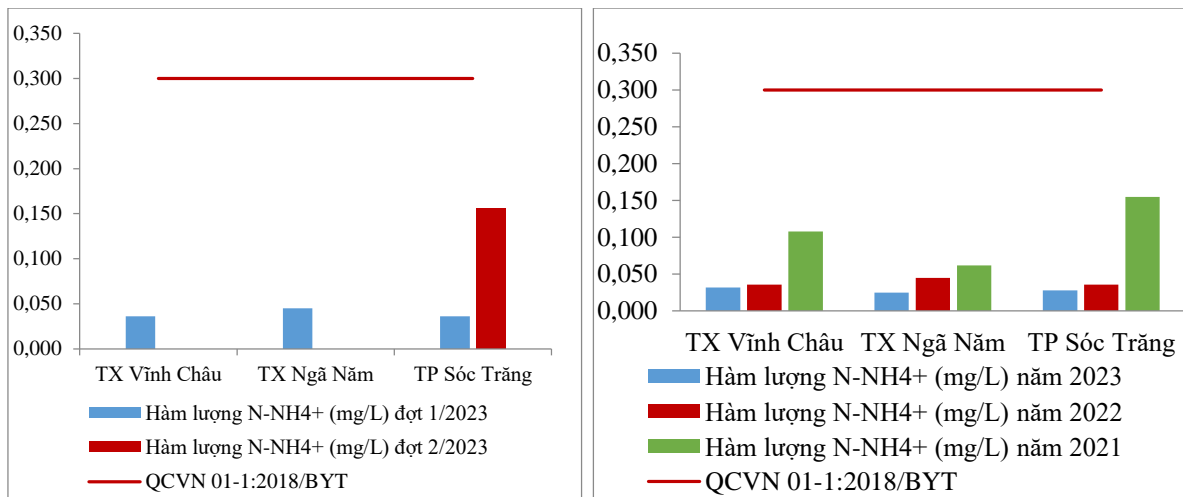 0,350
0,300
0,250
0,200
0,150
0,100
0,050
0,000
TX Vĩnh Châu
TX Ngã Năm
TP Sóc Trăng
Hàm lượng N-NH4+ (mg/L) đợt 1/2023
Hàm lượng N-NH4+ (mg/L) đợt 2/2023
QCVN 01-1:2018/BYT
0,350
0,300
0,250
0,200
0,150
0,100
0,050
0,000
TX Vĩnh Châu
TX Ngã Năm
TP Sóc Trăng
Hàm lượng N-NH4+ (mg/L) năm 2023
Hàm lượng N-NH4+ (mg/L) năm 2022
Hàm lượng N-NH4+ (mg/L) năm 2021
QCVN 01-1:2018/BYT